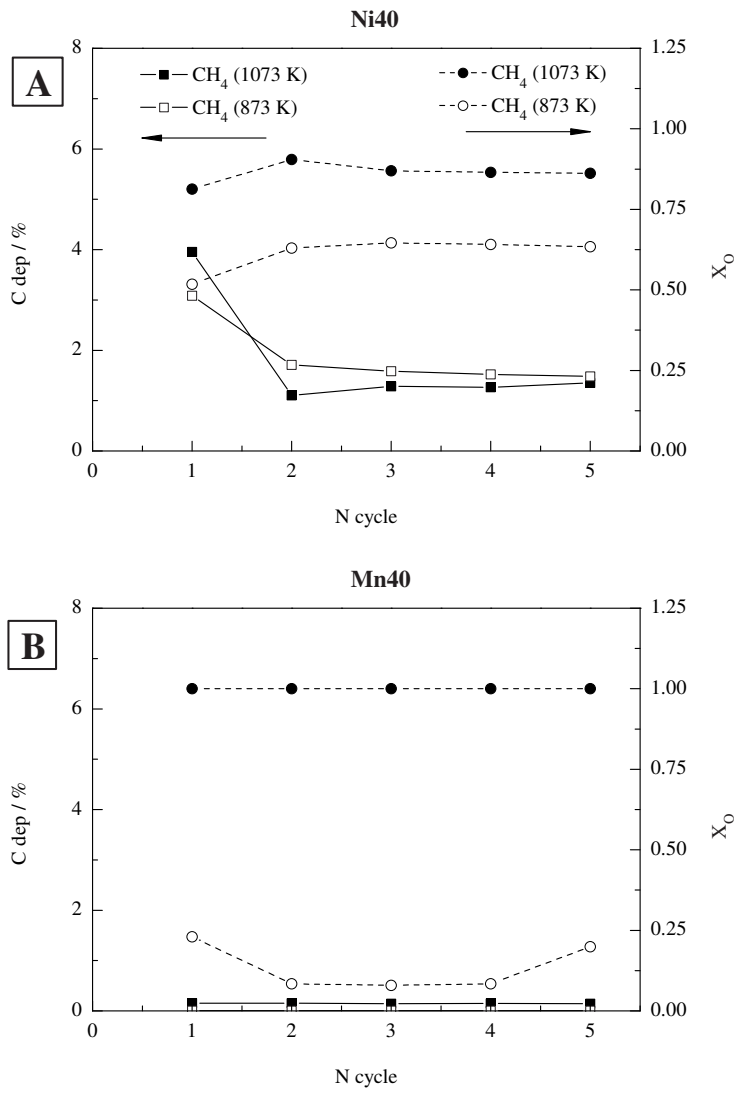 Ni40
A
CH4 (1073 K)
CH4 (873 K)
CH4 (1073 K)
CH4 (873 K)
8
6
4
2
0
C dep / %
1.25
1.00
0.75
0.50
0.25
0.00
XO
0 1 2 3 4 5
N cycle
Mn40
B
8
6
4
2
0
C dep / %
1.25
1.00
0.75
0.50
0.25
0.00
XO
0 1 2 3 4 5
N cycle